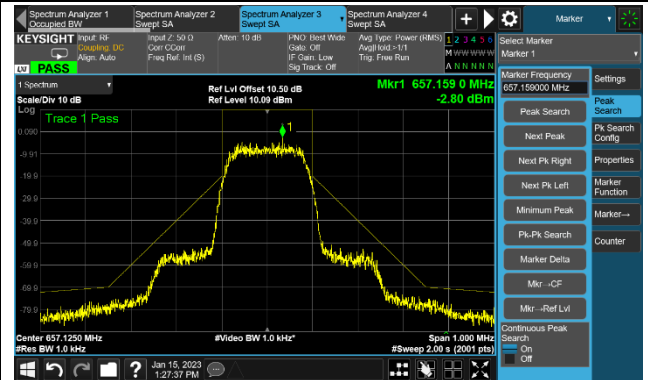 Spectrum Analyzer 1
Occupied BW
Spectrum Analyzer 2
Swept SA
Spectrum Analyzer 3
Swept SA
Spectrum Analyzer 4
Swept SA
Marker
KEYSIGHT
Input: RF
Coupling: DC
Align: Auto
Input Z: 50 Ω
Corr CCorr
Freq Ref: Int (S)
Atten: 10 dB
PNO: Best Wide
Gate: Off
IF Gain: Low
Sig Track: Off
Avg Type: Power (RMS)
Avg|Hold:>1/1
Trig: Free Run
1 2 3 4 5 6
M W W W W W
A N N N N N
LXI
PASS
Select Marker
Marker 1
1 Spectrum
Scale/Div 10 dB
Ref Lvl Offset 10.50 dB
Ref Level 10.09 dBm
Mkr1 657.159 0 MHz
-2.80 dBm
Log
Trace 1 Pass
1
0.090
-9.91
-19.9
-29.9
-39.9
-49.9
-59.9
-69.9
-79.9
Center 657.1250 MHz
#Res BW 1.0 kHz
#Video BW 1.0 kHz*
Span 1.000 MHz
#Sweep 2.00 s (2001 pts)
Marker Frequency
657.159000 MHz
Peak Search
Next Peak
Next Pk Right
Next Pk Left
Minimum Peak
Pk-Pk Search
Marker Delta
Mkr→CF
Mkr→Ref Lvl
Continuous Peak
Search
On
Off
Settings
Peak
Search
Pk Search
Config
Properties
Marker
Function
Marker→
Counter
?
Jan 15, 2023
1:27:37 PM